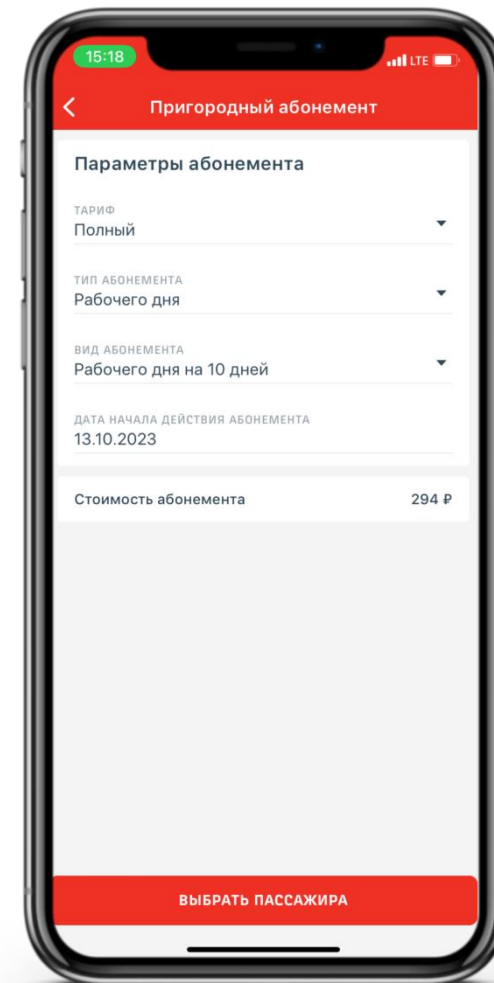 15:18
LTE
Пригородный абонемент
Параметры абонемента
ТАРИФ
Полный
ТИП АБОНЕМЕНТА
Рабочего дня
ВИД АБОНЕМЕНТА
Рабочего дня на 10 дней
ДАТА НАЧАЛА ДЕЙСТВИЯ АБОНЕМЕНТА
13.10.2023
Стоимость абонемента 294 ₽
ВЫБРАТЬ ПАССАЖИРА